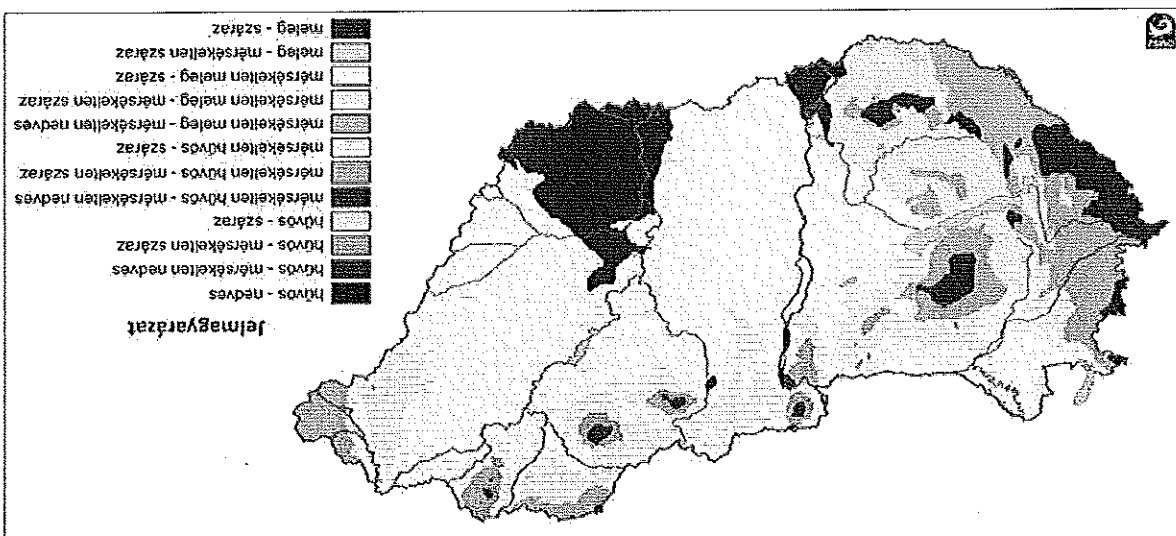 Jelmagyarázat
hűvös - nedves
hűvös - mérsékelten nedves
hűvös - mérsékelten száraz
hűvös - száraz
mérsékelten hűvös - mérsékelten nedves
mérsékelten hűvös - mérsékelten száraz
mérsékelten hűvös - száraz
mérsékelten meleg - mérsékelten nedves
mérsékelten meleg - mérsékelten száraz
mérsékelten meleg - száraz
meleg - mérsékelten száraz
meleg - száraz